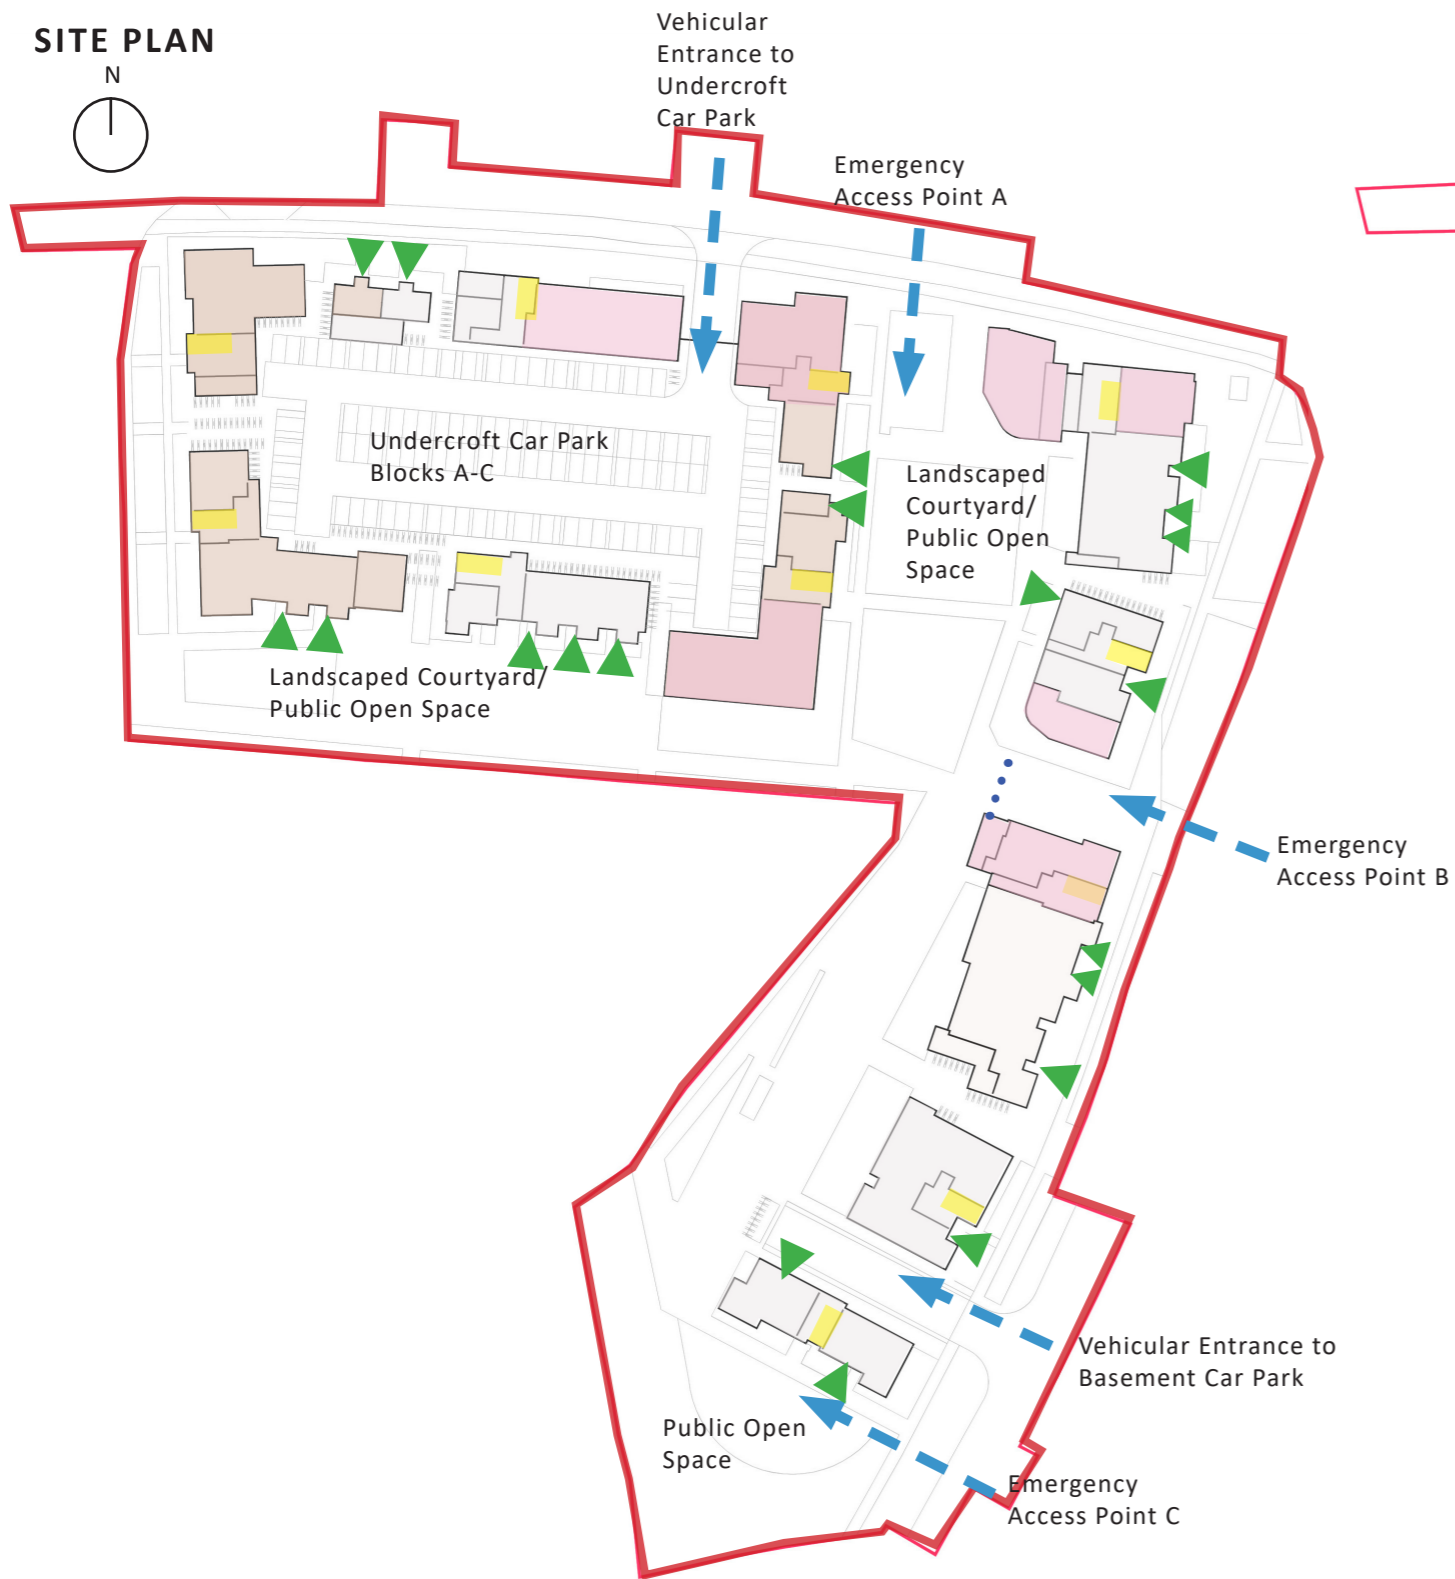 SITE PLAN
N
Vehicular
Entrance to
Undercroft
Car Park
Emergency
Access Point A
Undercroft Car Park
Blocks A-C
Landscaped
Courtyard/
Public Open
Space
Landscaped Courtyard/
Public Open Space
Emergency
Access Point B
Vehicular Entrance to
Basement Car Park
Public Open
Space
Emergency
Access Point C